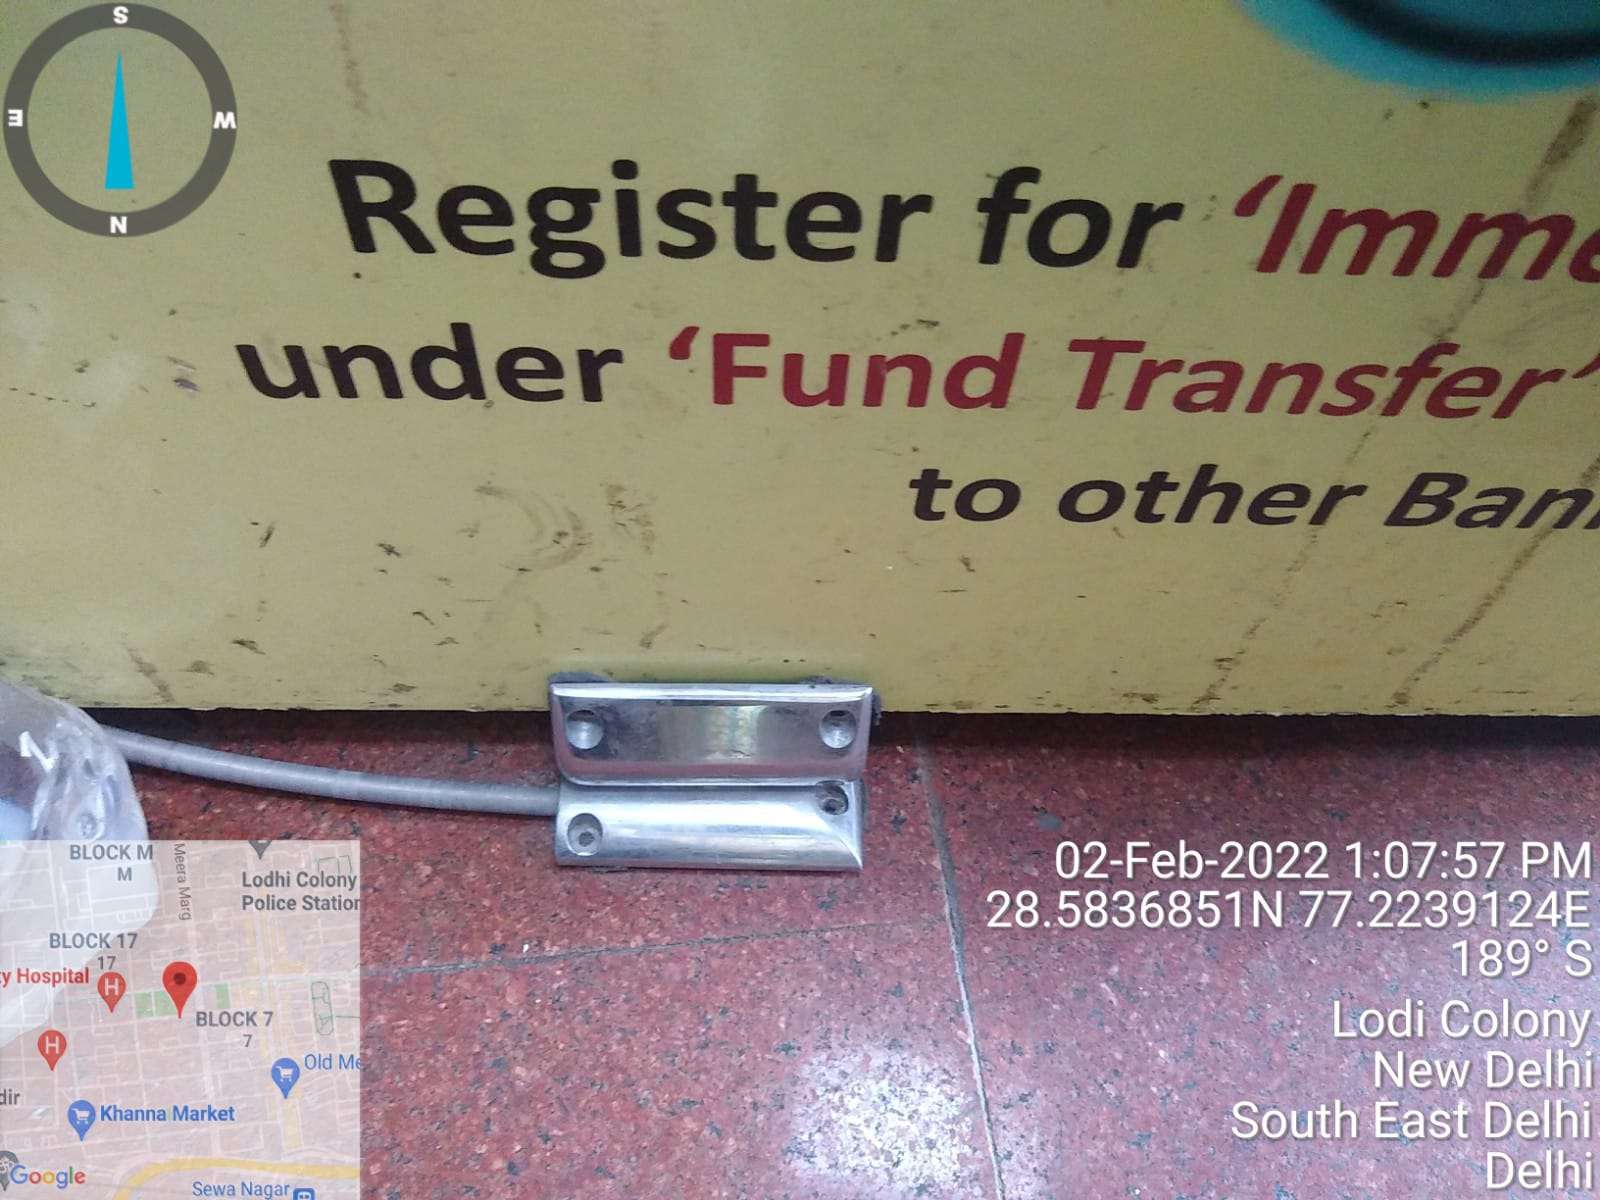 S
E
W
N
Register for ‘Imme
under ‘Fund Transfer’
to other Ban
02-Feb-2022 1:07:57 PM
28.5836851N 77.2239124E
189° S
Lodi Colony
New Delhi
South East Delhi
Delhi
BLOCK M
M
Meera Marg
Lodhi Colony
Police Station
BLOCK 17
17
ty Hospital
H
BLOCK 7
7
H
Old Me
dir
Khanna Market
Google
Sewa Nagar